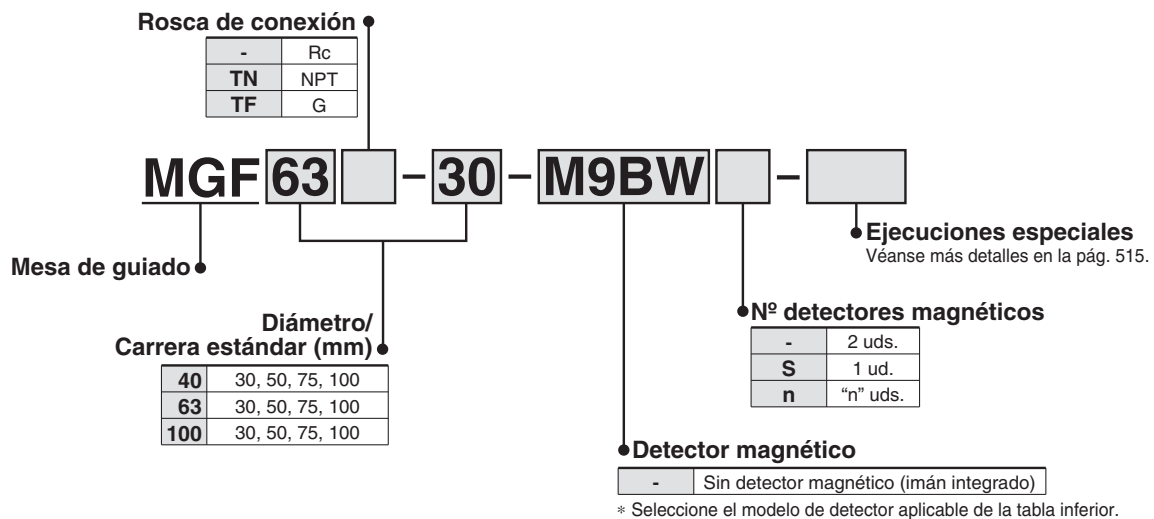 Rosca de conexión
- Rc
TN NPT
TF G
MGF 63 - 30 - M9BW -
Mesa de guiado
Diámetro/
Carrera estándar (mm)
40 30, 50, 75, 100
63 30, 50, 75, 100
100 30, 50, 75, 100
Ejecuciones especiales
Véanse más detalles en la pág. 515.
Nº detectores magnéticos
- 2 uds.
S 1 ud.
n “n” uds.
Detector magnético
- Sin detector magnético (imán integrado)
∗ Seleccione el modelo de detector aplicable de la tabla inferior.